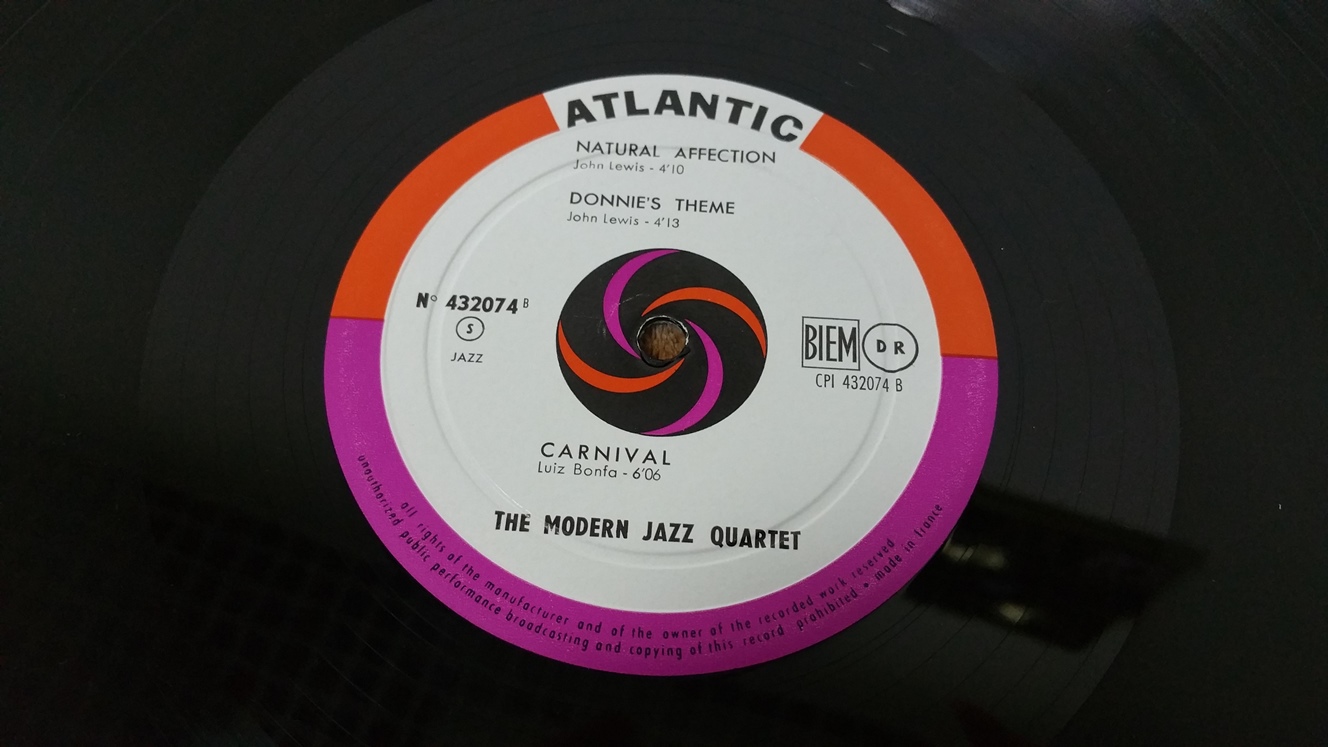 ATLANTIC
NATURAL AFFECTION
John Lewis - 4'10
DONNIE'S THEME
John Lewis - 4'13
N° 432074 B
S
JAZZ
BIEM
D R
CPI 432074 B
CARNIVAL
Luiz Bonfa - 6'06
THE MODERN JAZZ QUARTET
all rights of the manufacturer and of the owner of the recorded work reserved
unauthorized public performance broadcasting and copying of this record prohibited • made in france